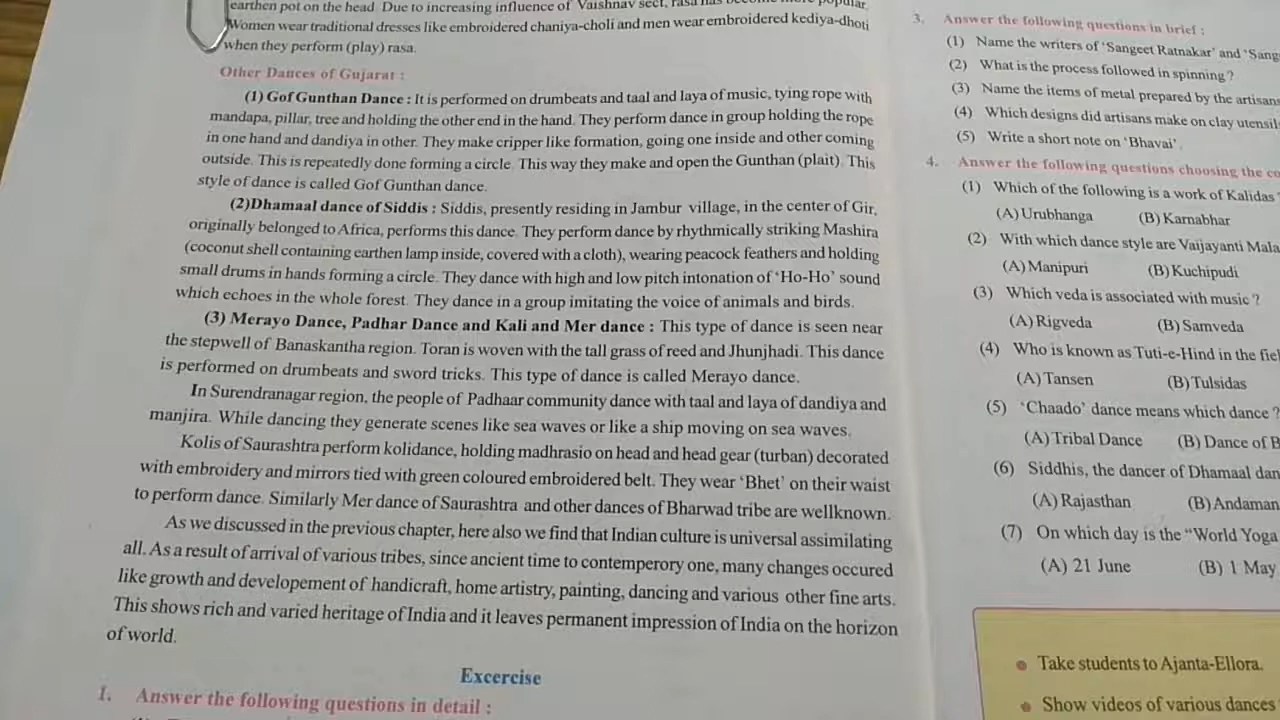 earthen pot on the head. Due to increasing influence of Vaishnav sect, rasa has become more popular.
Women wear traditional dresses like embroidered chaniya-choli and men wear embroidered kediya-dhoti
when they perform (play) rasa.
Other Dances of Gujarat :
(1) Gof Gunthan Dance : It is performed on drumbeats and taal and laya of music, tying rope with
mandapa, pillar, tree and holding the other end in the hand. They perform dance in group holding the rope
in one hand and dandiya in other. They make cripper like formation, going one inside and other coming
outside. This is repeatedly done forming a circle. This way they make and open the Gunthan (plait). This
style of dance is called Gof Gunthan dance.
(2)Dhamaal dance of Siddis : Siddis, presently residing in Jambur village, in the center of Gir,
originally belonged to Africa, performs this dance. They perform dance by rhythmically striking Mashira
(coconut shell containing earthen lamp inside, covered with a cloth), wearing peacock feathers and holding
small drums in hands forming a circle. They dance with high and low pitch intonation of 'Ho-Ho' sound
which echoes in the whole forest. They dance in a group imitating the voice of animals and birds.
(3) Merayo Dance, Padhar Dance and Kali and Mer dance : This type of dance is seen near
the stepwell of Banaskantha region. Toran is woven with the tall grass of reed and Jhunjhadi. This dance
is performed on drumbeats and sword tricks. This type of dance is called Merayo dance.
In Surendranagar region, the people of Padhaar community dance with taal and laya of dandiya and
manjira. While dancing they generate scenes like sea waves or like a ship moving on sea waves.
Kolis of Saurashtra perform kolidance, holding madhrasio on head and head gear (turban) decorated
with embroidery and mirrors tied with green coloured embroidered belt. They wear 'Bhet' on their waist
to perform dance. Similarly Mer dance of Saurashtra and other dances of Bharwad tribe are wellknown.
As we discussed in the previous chapter, here also we find that Indian culture is universal assimilating
all. As a result of arrival of various tribes, since ancient time to contemperory one, many changes occured
like growth and developement of handicraft, home artistry, painting, dancing and various other fine arts.
This shows rich and varied heritage of India and it leaves permanent impression of India on the horizon
of world.
Excercise
1. Answer the following questions in detail :
3. Answer the following questions in brief :
(1) Name the writers of 'Sangeet Ratnakar' and 'Sang
(2) What is the process followed in spinning ?
(3) Name the items of metal prepared by the artisans
(4) Which designs did artisans make on clay utensil
(5) Write a short note on 'Bhavai'.
4. Answer the following questions choosing the co
(1) Which of the following is a work of Kalidas
(A) Urubhanga (B) Karnabhar
(2) With which dance style are Vaijayanti Mala
(A) Manipuri (B) Kuchipudi
(3) Which veda is associated with music ?
(A) Rigveda (B) Samveda
(4) Who is known as Tuti-e-Hind in the fiel
(A) Tansen (B) Tulsidas
(5) 'Chaado' dance means which dance ?
(A) Tribal Dance (B) Dance of B
(6) Siddhis, the dancer of Dhamaal dan
(A) Rajasthan (B) Andaman
(7) On which day is the "World Yoga
(A) 21 June (B) 1 May
• Take students to Ajanta-Ellora.
• Show videos of various dances